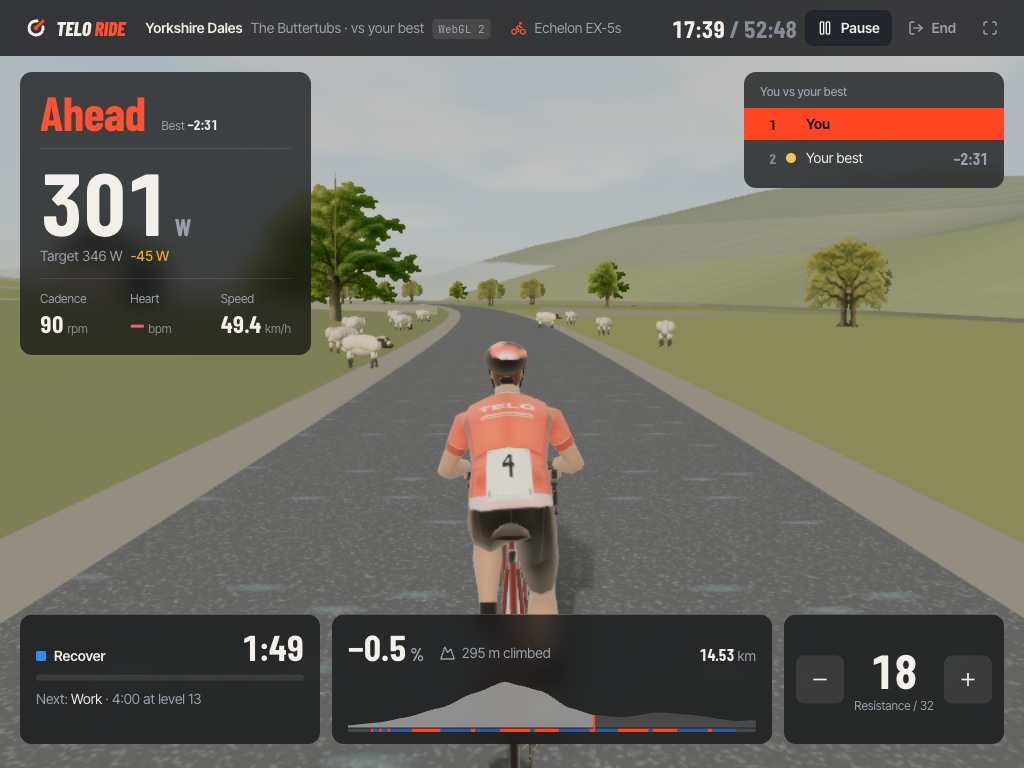 TELO RIDE Yorkshire Dales The Buttertubs · vs your best WebGL 2 Echelon EX-5s 17:39 / 52:48 Pause End
Ahead Best −2:31
301 W
Target 346 W -45 W
Cadence Heart Speed
90 rpm – bpm 49.4 km/h
You vs your best
1 You
2 Your best −2:31
TELO
4
Recover 1:49
Next: Work · 4:00 at level 13
−0.5 % 295 m climbed 14.53 km
− 18 +
Resistance / 32